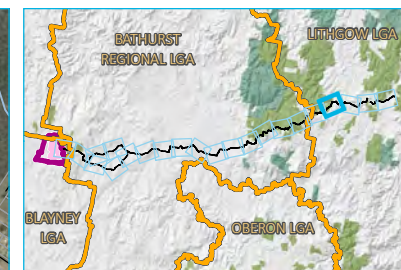 BATHURST
REGIONAL LGA
LITHGOW LGA
BLAYNEY
LGA
OBERON LGA